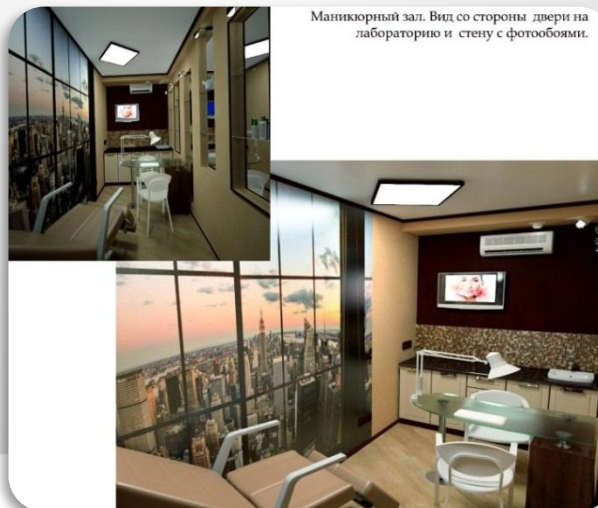 Маникюрный зал. Вид со стороны двери на
лабораторию и стену с фотообоями.